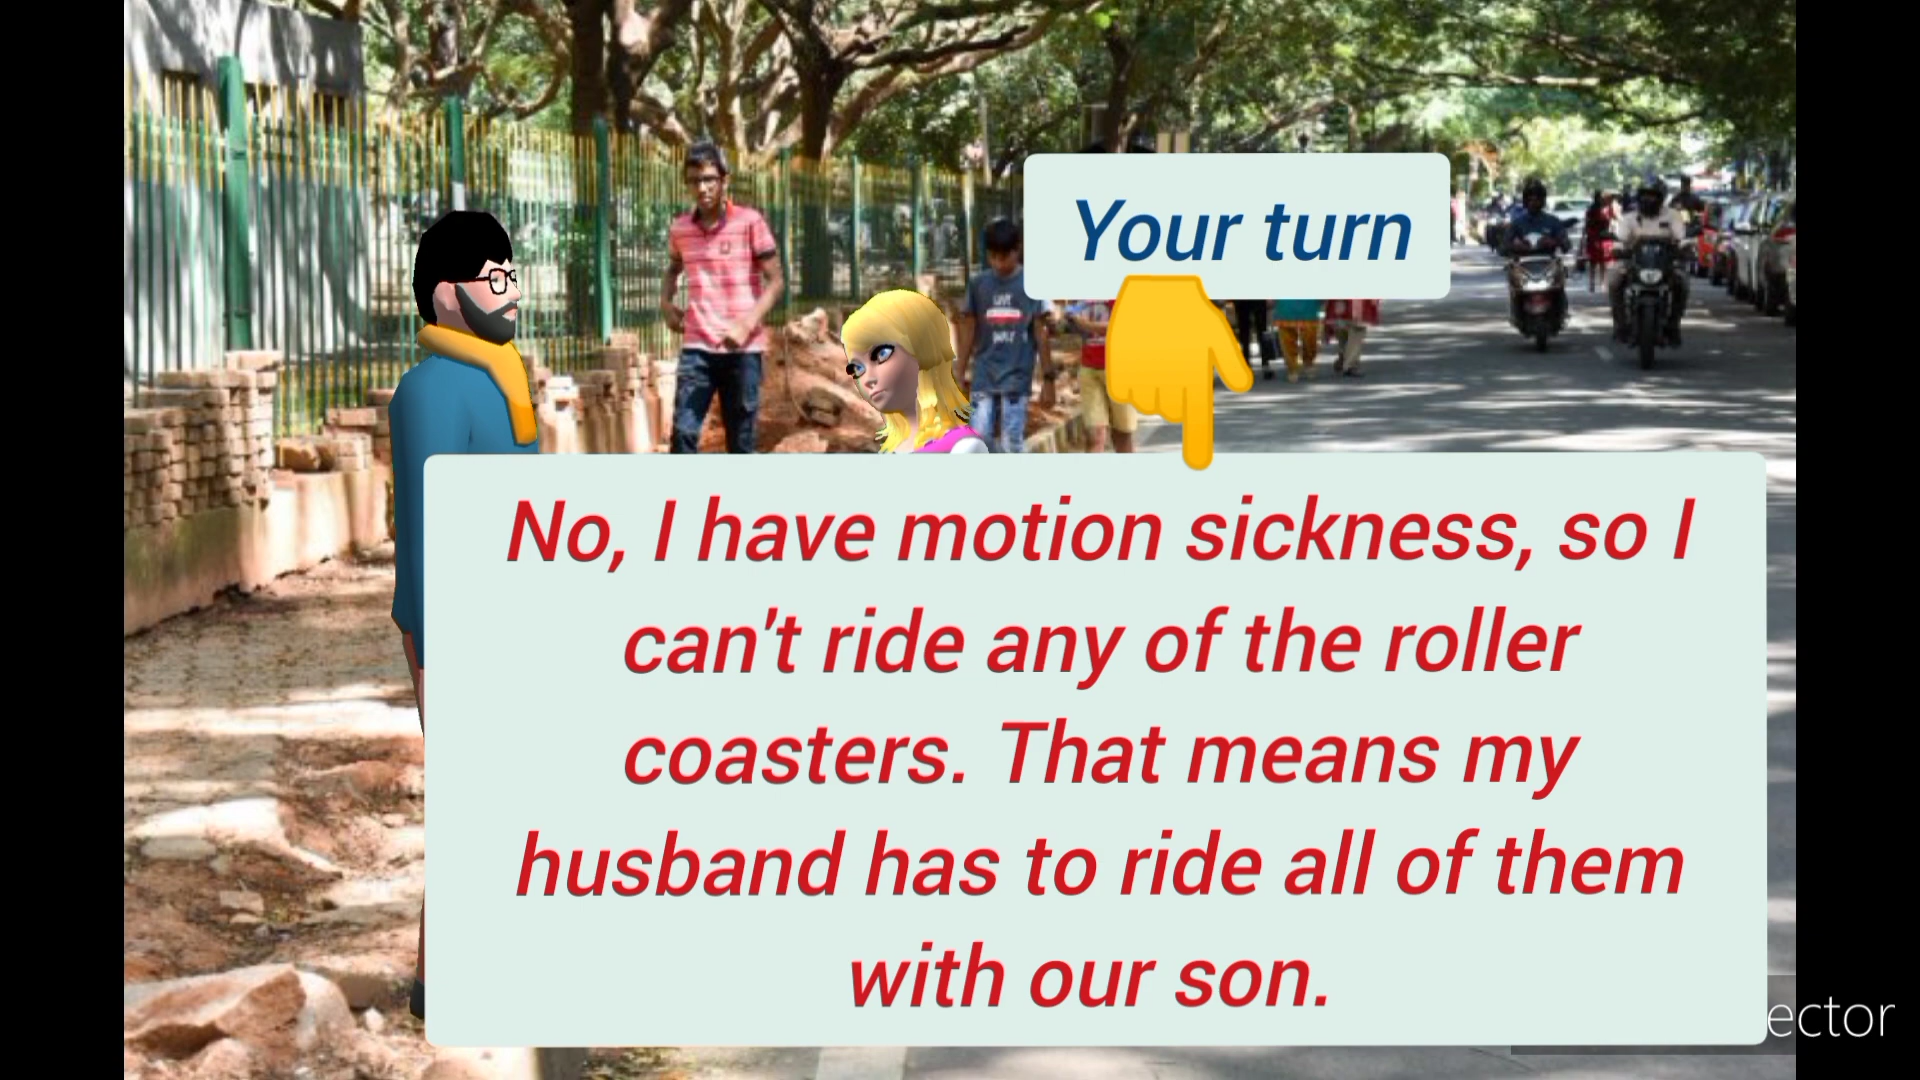 Your turn
No, I have motion sickness, so I
can't ride any of the roller
coasters. That means my
husband has to ride all of them
with our son.
ector